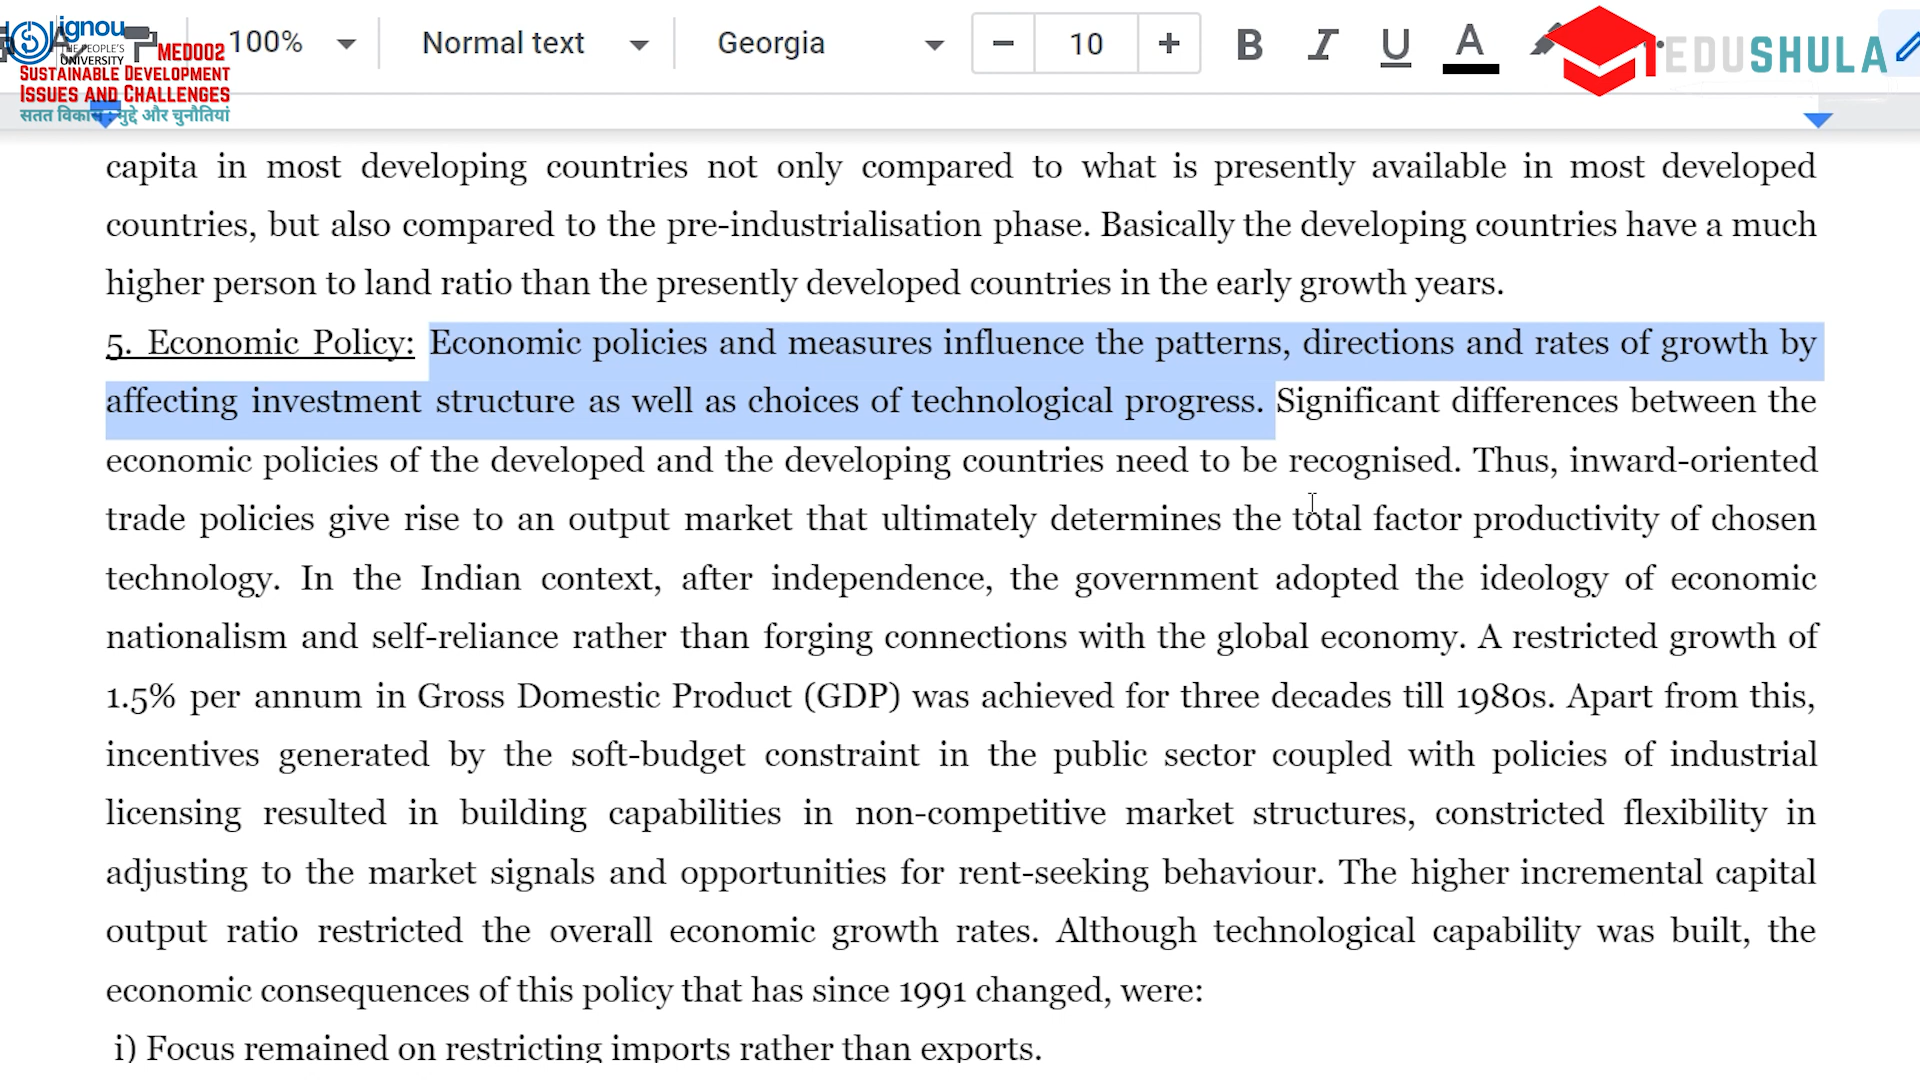 ignou
THE PEOPLE'S
UNIVERSITY
MED002
SUSTAINABLE DEVELOPMENT
ISSUES AND CHALLENGES
सतत विकास : मुद्दे और चुनौतियां
100%
Normal text
Georgia
− 10 +
B I U A
EDUSHULA
capita in most developing countries not only compared to what is presently available in most developed
countries, but also compared to the pre-industrialisation phase. Basically the developing countries have a much
higher person to land ratio than the presently developed countries in the early growth years.
5. Economic Policy: Economic policies and measures influence the patterns, directions and rates of growth by
affecting investment structure as well as choices of technological progress. Significant differences between the
economic policies of the developed and the developing countries need to be recognised. Thus, inward-oriented
trade policies give rise to an output market that ultimately determines the total factor productivity of chosen
technology. In the Indian context, after independence, the government adopted the ideology of economic
nationalism and self-reliance rather than forging connections with the global economy. A restricted growth of
1.5% per annum in Gross Domestic Product (GDP) was achieved for three decades till 1980s. Apart from this,
incentives generated by the soft-budget constraint in the public sector coupled with policies of industrial
licensing resulted in building capabilities in non-competitive market structures, constricted flexibility in
adjusting to the market signals and opportunities for rent-seeking behaviour. The higher incremental capital
output ratio restricted the overall economic growth rates. Although technological capability was built, the
economic consequences of this policy that has since 1991 changed, were:
i) Focus remained on restricting imports rather than exports.